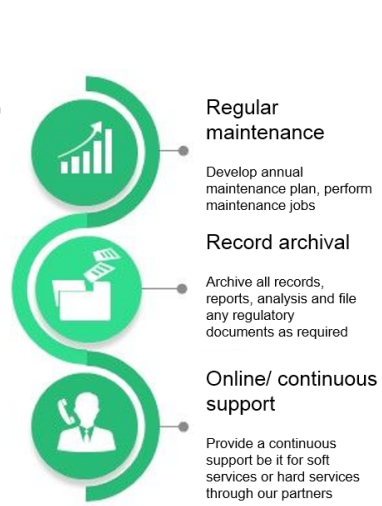 Regular
maintenance
Develop annual
maintenance plan, perform
maintenance jobs
Record archival
Archive all records,
reports, analysis and file
any regulatory
documents as required
Online/ continuous
support
Provide a continuous
support be it for soft
services or hard services
through our partners